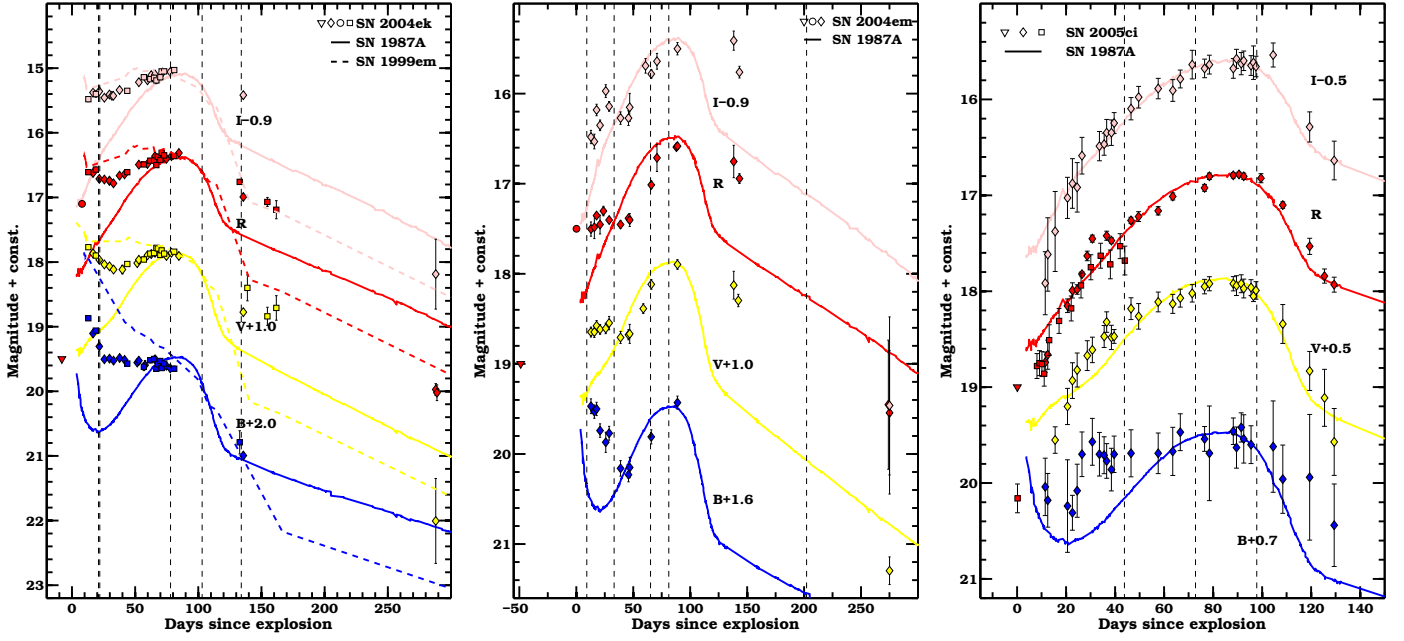 SN 2004ek
SN 1987A
SN 1999em
I−0.9
R
V+1.0
B+2.0
Magnitude + const.
15
16
17
18
19
20
21
22
23
0
50
100
150
200
250
Days since explosion
SN 2004em
SN 1987A
I−0.9
R
V+1.0
B+1.6
Magnitude + const.
16
17
18
19
20
21
−50
0
50
100
150
200
250
Days since explosion
SN 2005ci
SN 1987A
I−0.5
R
V+0.5
B+0.7
Magnitude + const.
16
17
18
19
20
21
0
20
40
60
80
100
120
140
Days since explosion